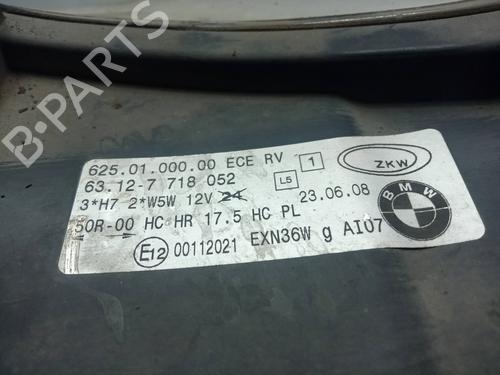 B-PARTS
625.01.000.00 ECE RV 1 ZKW
63.12-7 718 052 L5
3*H7 2*W5W 12V 24 23.06.08
50R-00 HC HR 17.5 HC PL
E12 00112021 EXN36W g AI07
BMW